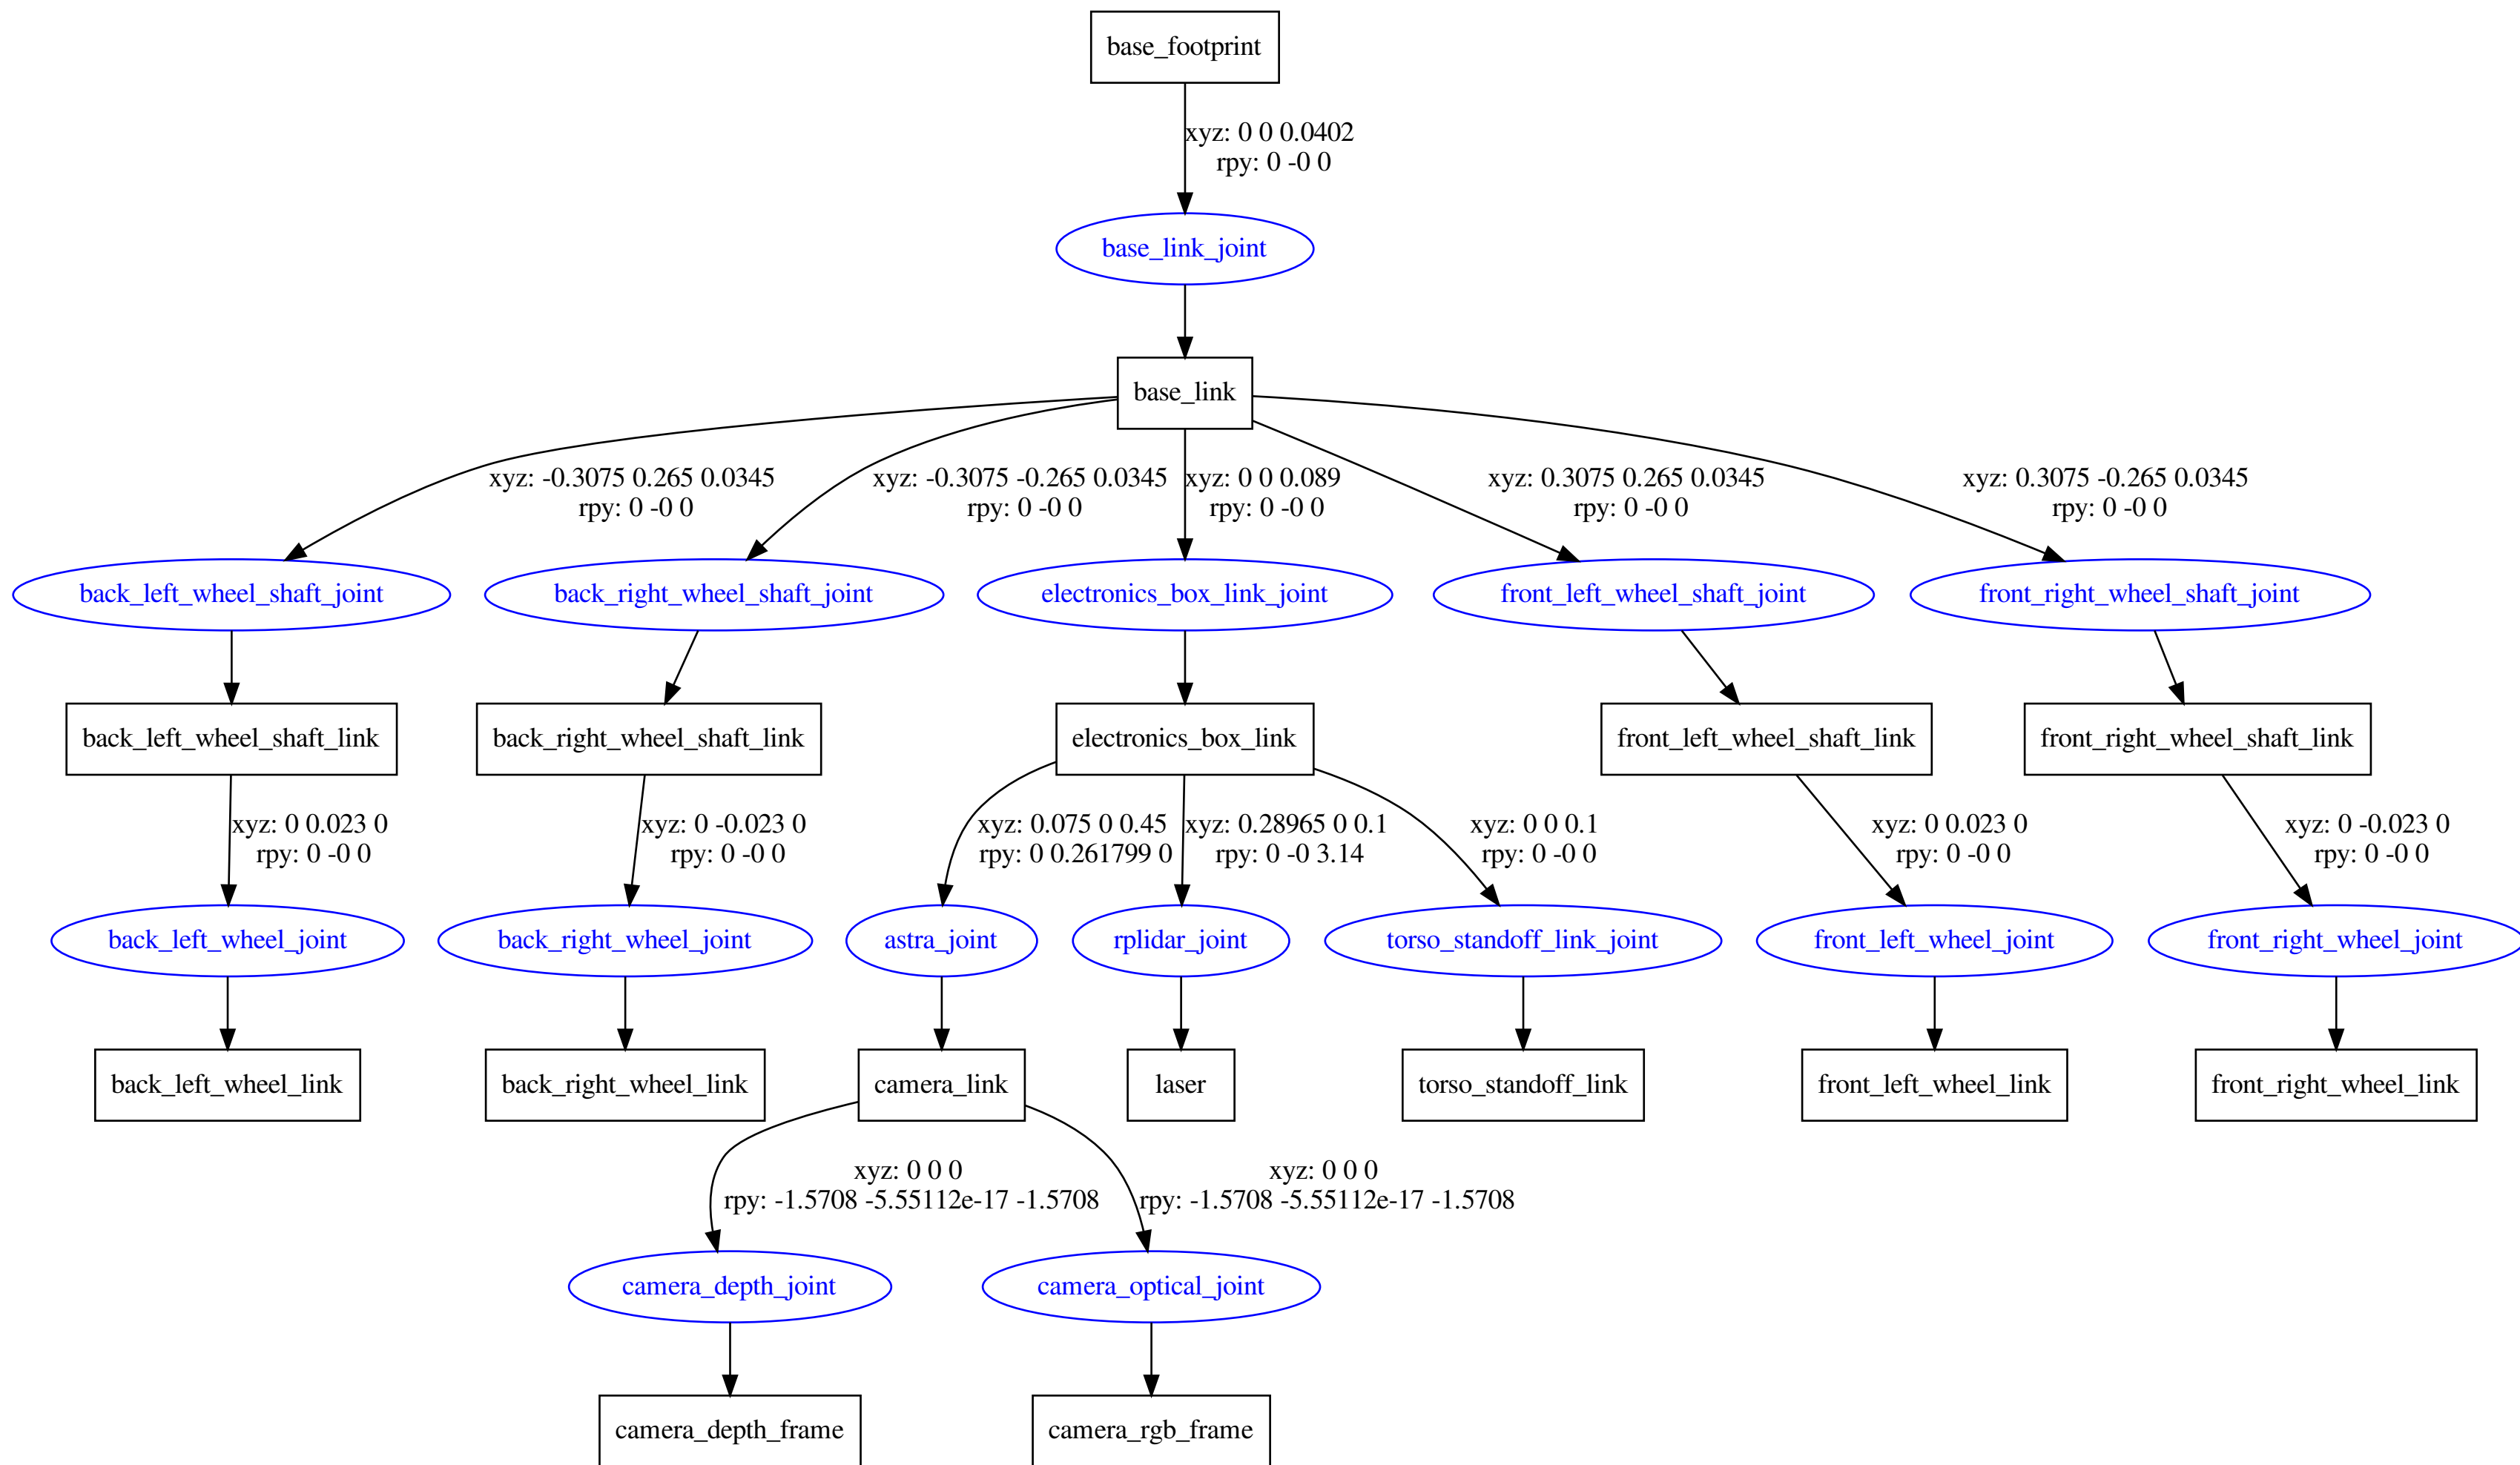 base_footprint
xyz: 0 0 0.0402
rpy: 0 -0 0
base_link_joint
base_link
xyz: -0.3075 0.265 0.0345
rpy: 0 -0 0
xyz: -0.3075 -0.265 0.0345
rpy: 0 -0 0
xyz: 0 0 0.089
rpy: 0 -0 0
xyz: 0.3075 0.265 0.0345
rpy: 0 -0 0
xyz: 0.3075 -0.265 0.0345
rpy: 0 -0 0
back_left_wheel_shaft_joint
back_right_wheel_shaft_joint
electronics_box_link_joint
front_left_wheel_shaft_joint
front_right_wheel_shaft_joint
back_left_wheel_shaft_link
back_right_wheel_shaft_link
electronics_box_link
front_left_wheel_shaft_link
front_right_wheel_shaft_link
xyz: 0 0.023 0
rpy: 0 -0 0
xyz: 0 -0.023 0
rpy: 0 -0 0
xyz: 0.075 0 0.45
rpy: 0 0.261799 0
xyz: 0.28965 0 0.1
rpy: 0 -0 3.14
xyz: 0 0 0.1
rpy: 0 -0 0
xyz: 0 0.023 0
rpy: 0 -0 0
xyz: 0 -0.023 0
rpy: 0 -0 0
back_left_wheel_joint
back_right_wheel_joint
astra_joint
rplidar_joint
torso_standoff_link_joint
front_left_wheel_joint
front_right_wheel_joint
back_left_wheel_link
back_right_wheel_link
camera_link
laser
torso_standoff_link
front_left_wheel_link
front_right_wheel_link
xyz: 0 0 0
rpy: -1.5708 -5.55112e-17 -1.5708
xyz: 0 0 0
rpy: -1.5708 -5.55112e-17 -1.5708
camera_depth_joint
camera_optical_joint
camera_depth_frame
camera_rgb_frame